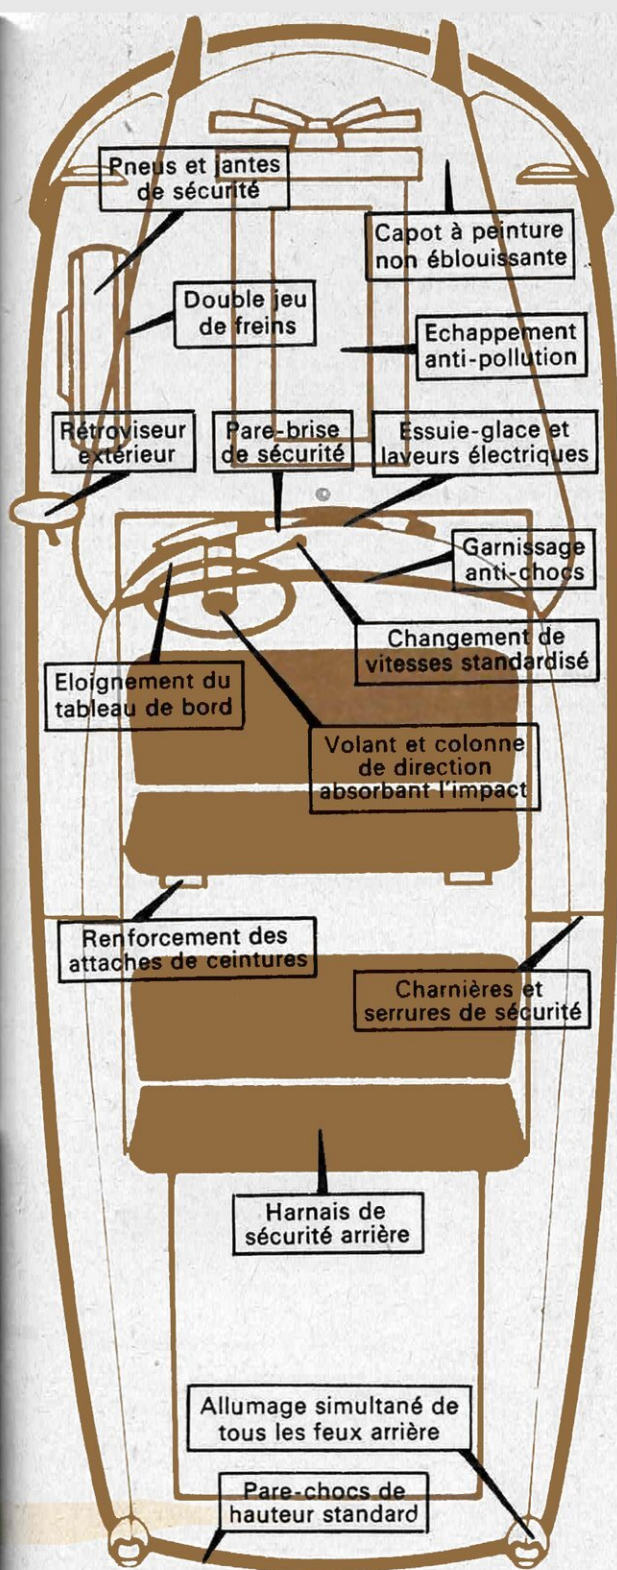 Pneus et jantes
de sécurité
Capot à peinture
non éblouissante
Double jeu
de freins
Echappement
anti-pollution
Rétroviseur
extérieur
Pare-brise
de sécurité
Essuie-glace et
laveurs électriques
Garnissage
anti-chocs
Changement de
vitesses standardisé
Eloignement du
tableau de bord
Volant et colonne
de direction
absorbant l'impact
Renforcement des
attaches de ceintures
Charnières et
serrures de sécurité
Harnais de
sécurité arrière
Allumage simultané de
tous les feux arrière
Pare-chocs de
hauteur standard